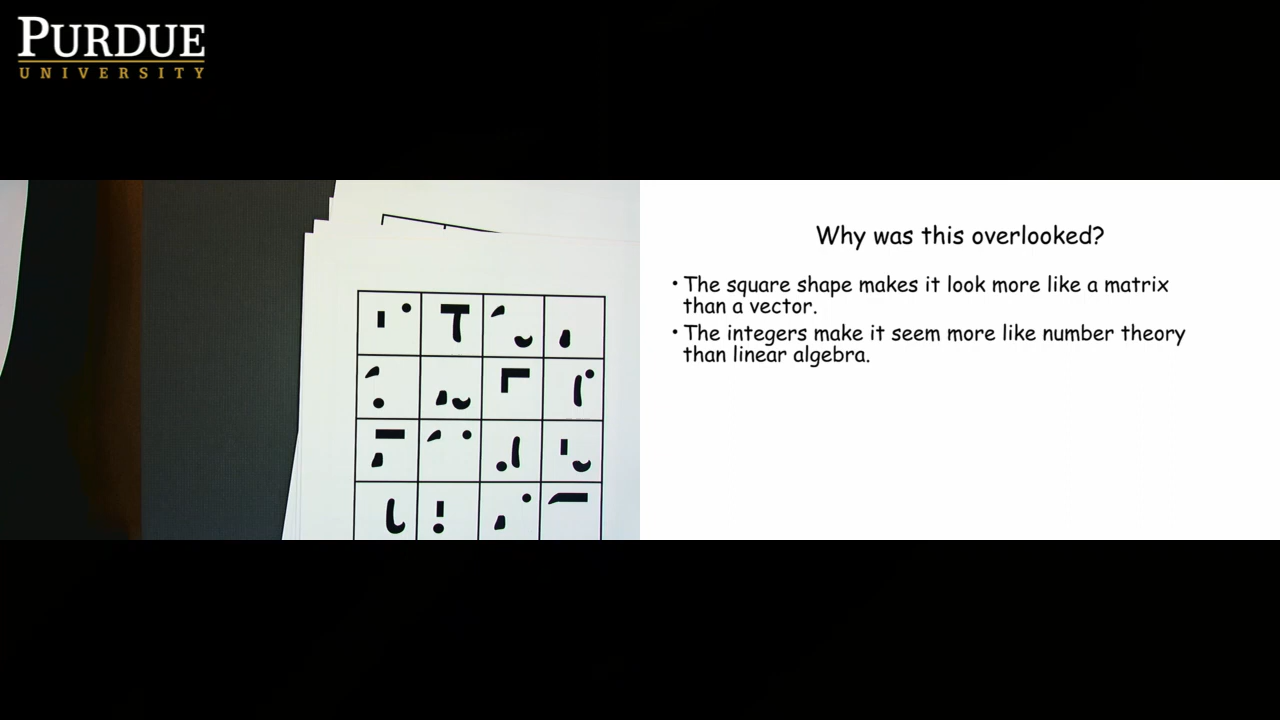 PURDUE
UNIVERSITY
Why was this overlooked?
• The square shape makes it look more like a matrix
than a vector.
• The integers make it seem more like number theory
than linear algebra.